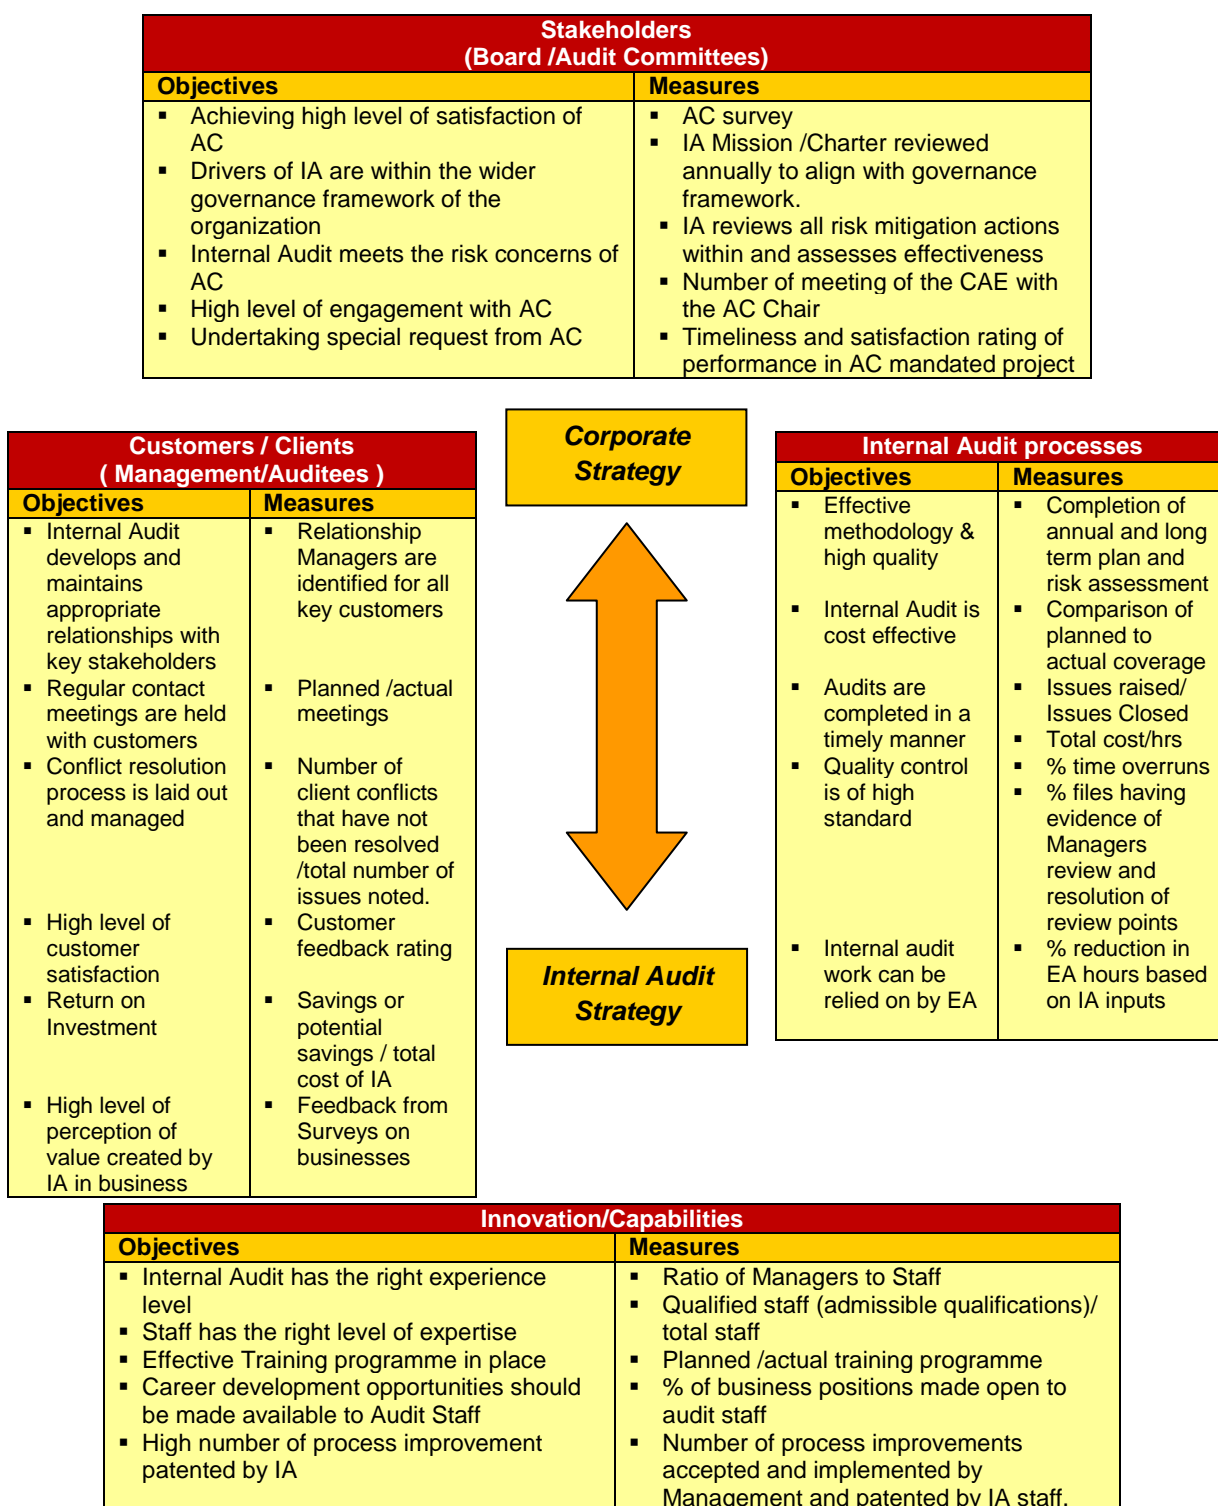 Stakeholders
(Board /Audit Committees)
Objectives
Measures
▪ Achieving high level of satisfaction of
AC
▪ Drivers of IA are within the wider
governance framework of the
organization
▪ Internal Audit meets the risk concerns of
AC
▪ High level of engagement with AC
▪ Undertaking special request from AC
▪ AC survey
▪ IA Mission /Charter reviewed
annually to align with governance
framework.
▪ IA reviews all risk mitigation actions
within and assesses effectiveness
▪ Number of meeting of the CAE with
the AC Chair
▪ Timeliness and satisfaction rating of
performance in AC mandated project
Customers / Clients
( Management/Auditees )
Objectives
Measures
▪ Internal Audit
develops and
maintains
appropriate
relationships with
key stakeholders
▪ Regular contact
meetings are held
with customers
▪ Conflict resolution
process is laid out
and managed
▪ High level of
customer
satisfaction
▪ Return on
Investment
▪ High level of
perception of
value created by
IA in business
▪ Relationship
Managers are
identified for all
key customers
▪ Planned /actual
meetings
▪ Number of
client conflicts
that have not
been resolved
/total number of
issues noted.
▪ Customer
feedback rating
▪ Savings or
potential
savings / total
cost of IA
▪ Feedback from
Surveys on
businesses
Corporate
Strategy
Internal Audit
Strategy
Internal Audit processes
Objectives
Measures
▪ Effective
methodology &
high quality
▪ Internal Audit is
cost effective
▪ Audits are
completed in a
timely manner
▪ Quality control
is of high
standard
▪ Internal audit
work can be
relied on by EA
▪ Completion of
annual and long
term plan and
risk assessment
▪ Comparison of
planned to
actual coverage
▪ Issues raised/
Issues Closed
▪ Total cost/hrs
▪ % time overruns
▪ % files having
evidence of
Managers
review and
resolution of
review points
▪ % reduction in
EA hours based
on IA inputs
Innovation/Capabilities
Objectives
Measures
▪ Internal Audit has the right experience
level
▪ Staff has the right level of expertise
▪ Effective Training programme in place
▪ Career development opportunities should
be made available to Audit Staff
▪ High number of process improvement
patented by IA
▪ Ratio of Managers to Staff
▪ Qualified staff (admissible qualifications)/
total staff
▪ Planned /actual training programme
▪ % of business positions made open to
audit staff
▪ Number of process improvements
accepted and implemented by
Management and patented by IA staff.